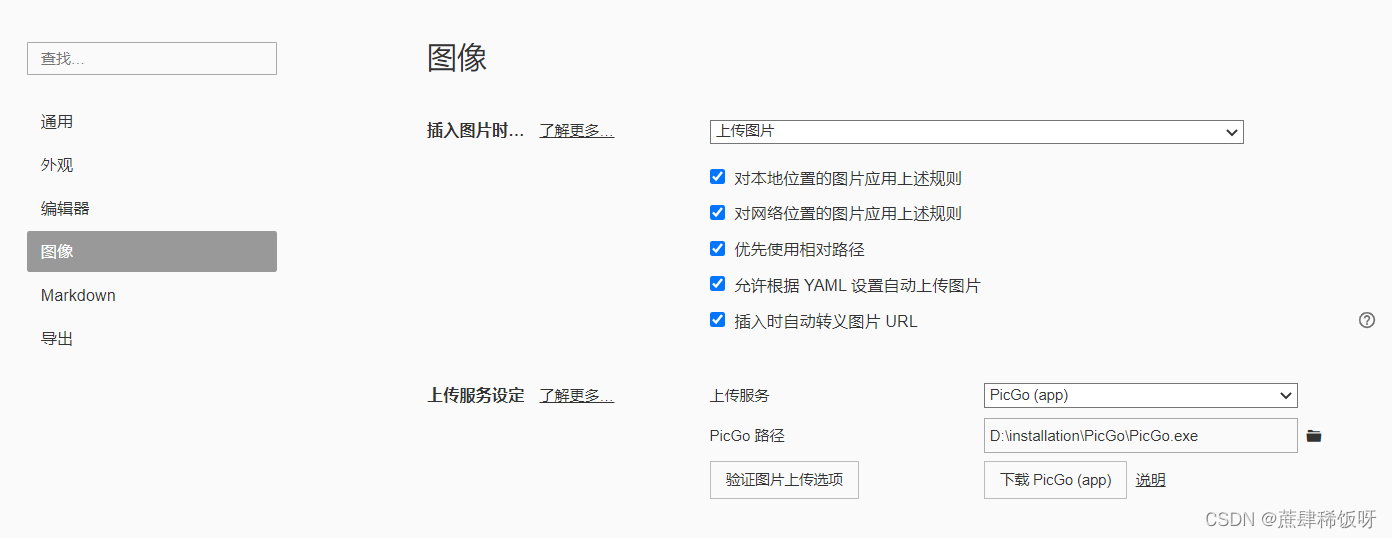 查找...
通用
外观
编辑器
图像
Markdown
导出
图像
插入图片时... 了解更多... 上传图片
对本地位置的图片应用上述规则
对网络位置的图片应用上述规则
优先使用相对路径
允许根据 YAML 设置自动上传图片
插入时自动转义图片 URL
上传服务设定 了解更多... 上传服务 PicGo (app)
PicGo 路径 D:\installation\PicGo\PicGo.exe
验证图片上传选项 下载 PicGo (app) 说明
CSDN @蔗肆稀饭呀